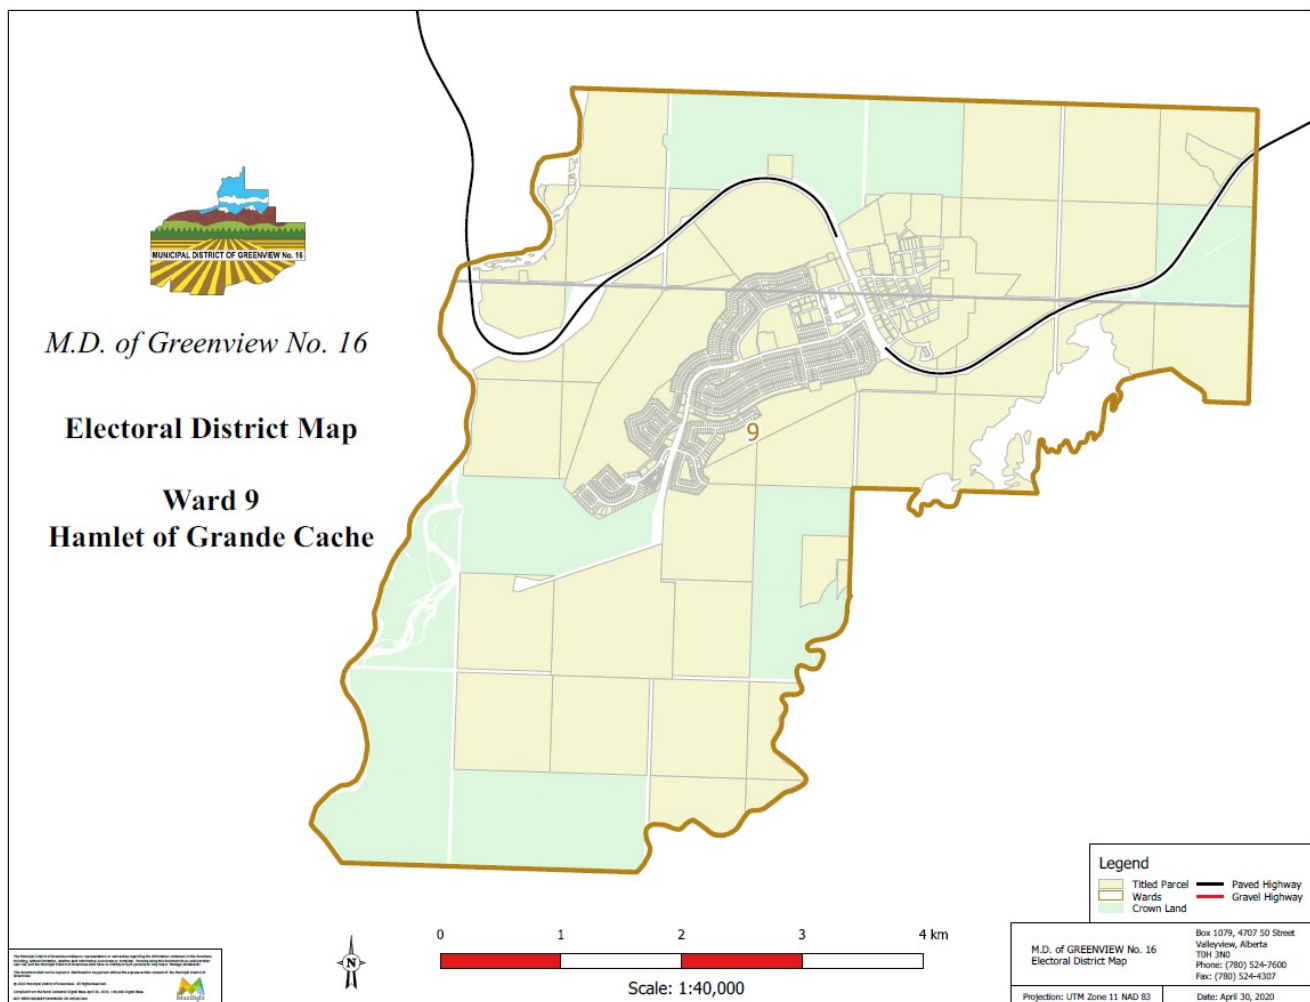 MUNICIPAL DISTRICT OF GREENVIEW No. 16
M.D. of Greenview No. 16
Electoral District Map
Ward 9
Hamlet of Grande Cache
9
Legend
Titled Parcel
Wards
Crown Land
Paved Highway
Gravel Highway
N
0 1 2 3 4 km
Scale: 1:40,000
M.D. of GREENVIEW No. 16
Electoral District Map
Box 1079, 4707 50 Street
Valleyview, Alberta
T0H 3N0
Phone: (780) 524-7600
Fax: (780) 524-4307
Projection: UTM Zone 11 NAD 83
Date: April 30, 2020